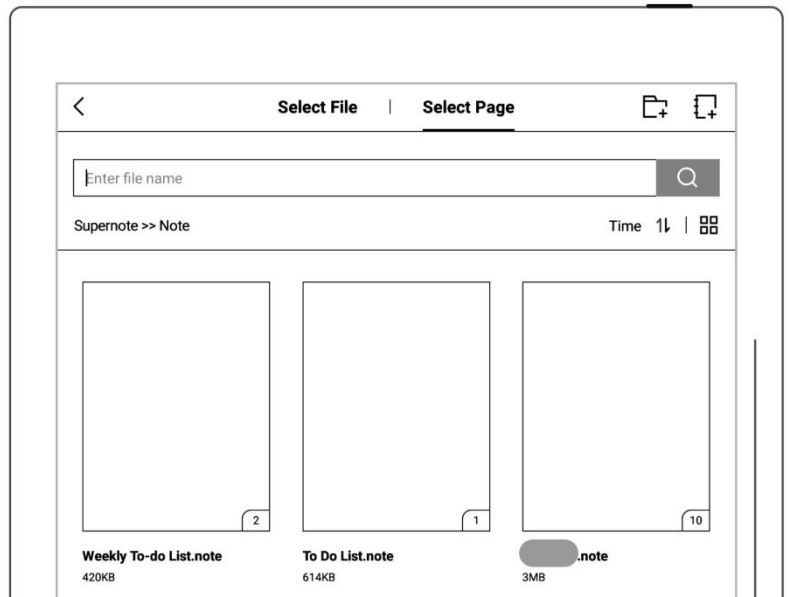 Select File | Select Page
Enter file name
Supernote >> Note
Time
2
1
10
Weekly To-do List.note
To Do List.note
.note
420KB
614KB
3MB